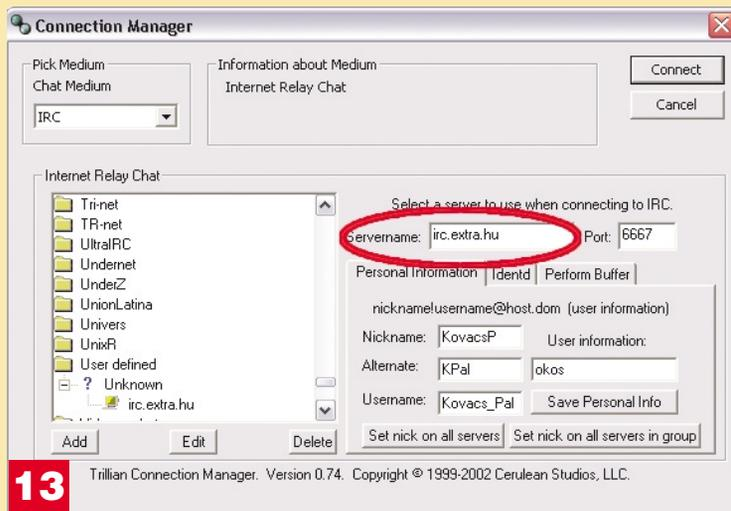 Connection Manager
Pick Medium
Chat Medium
IRC
Information about Medium
Internet Relay Chat
Connect
Cancel
Internet Relay Chat
Tri-net
TR-net
UltraIRC
Undernet
UnderZ
UnionLatina
Univers
UnixR
User defined
? Unknown
irc.extra.hu
Add
Edit
Delete
Select a server to use when connecting to IRC.
Servername: irc.extra.hu Port: 6667
Personal Information Identd Perform Buffer
nickname!username@host.dom (user information)
Nickname: KovacsP User information:
Alternate: KPal okos
Username: Kovacs_Pal Save Personal Info
Set nick on all servers Set nick on all servers in group
13 Trillian Connection Manager. Version 0.74. Copyright © 1999-2002 Cerulean Studios, LLC.